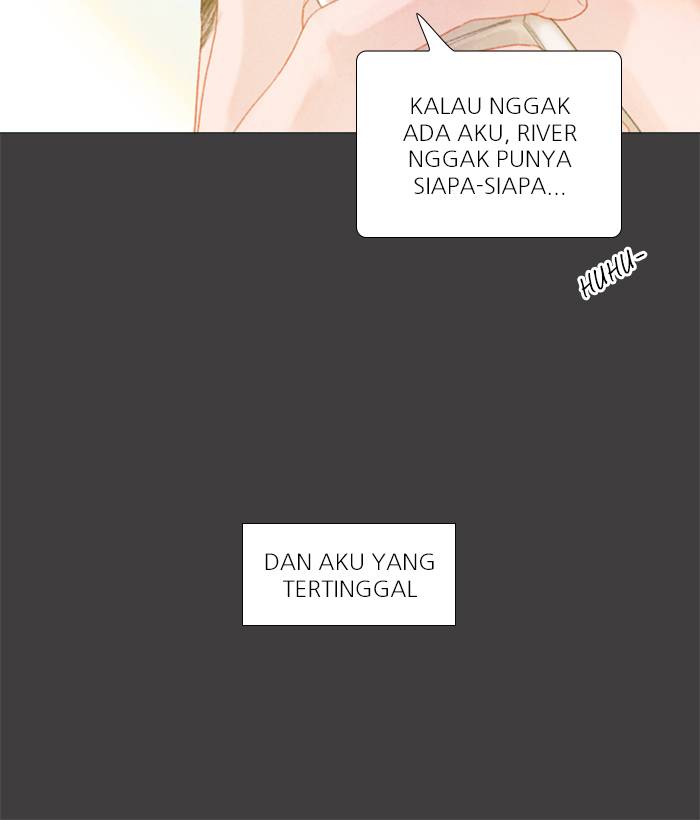 KALAU NGGAK
ADA AKU, RIVER
NGGAK PUNYA
SIAPA-SIAPA...
HUHU~
DAN AKU YANG
TERTINGGAL